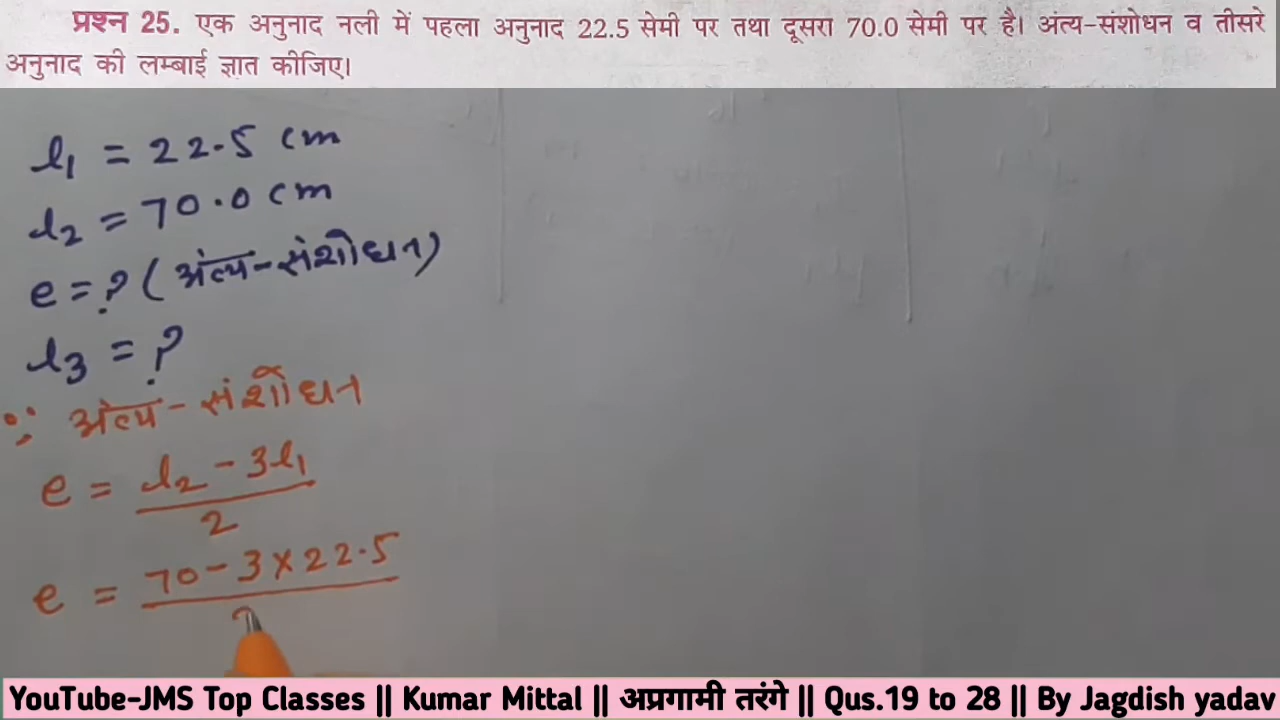 प्रश्न 25. एक अनुनाद नली में पहला अनुनाद 22.5 सेमी पर तथा दूसरा 70.0 सेमी पर है। अंत्य-संशोधन व तीसरे
अनुनाद की लम्बाई ज्ञात कीजिए।
l₁ = 22.5 cm
l₂ = 70.0 cm
e = ? (अंत्य-संशोधन)
l₃ = ?
∵ अंत्य-संशोधन
e = l₂ - 3l₁
2
e = 70 - 3 × 22.5
YouTube-JMS Top Classes || Kumar Mittal || अप्रगामी तरंगे || Qus.19 to 28 || By Jagdish yadav